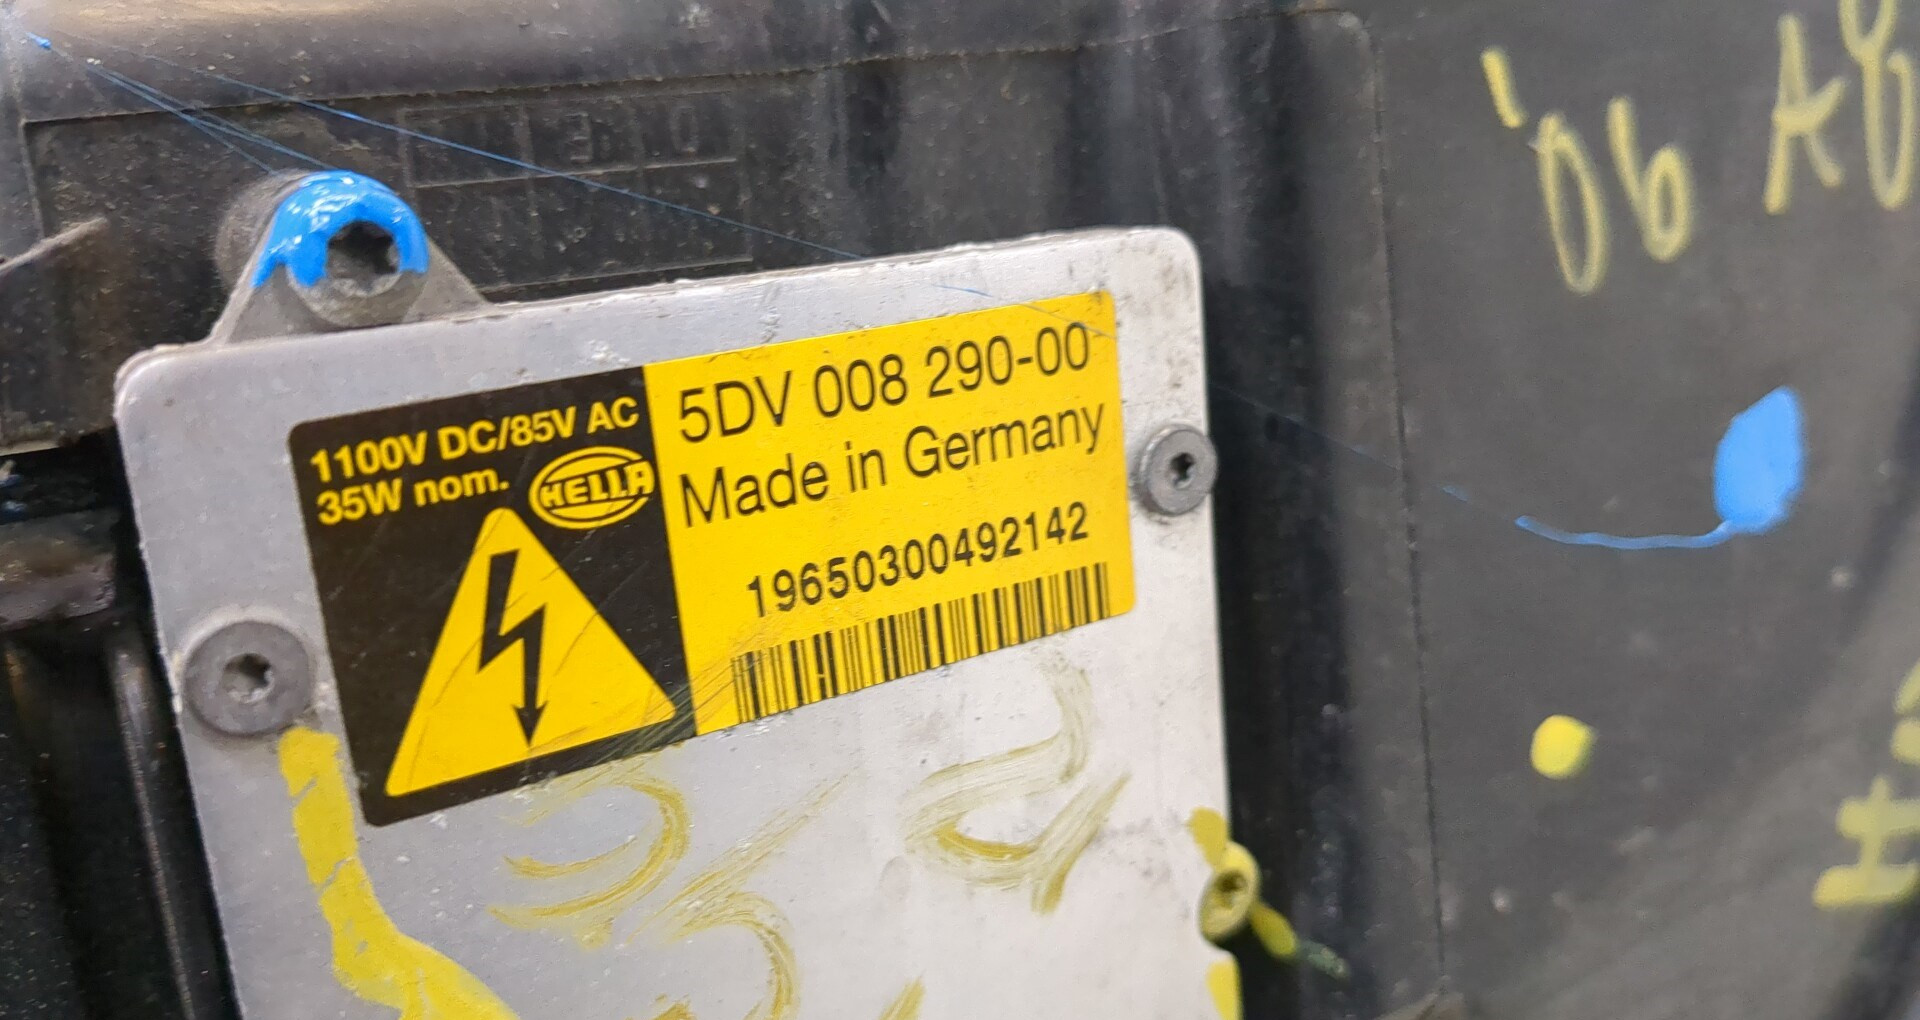 '06 A8
1100V DC/85V AC
35W nom.
HELLA
5DV 008 290-00
Made in Germany
19650300492142